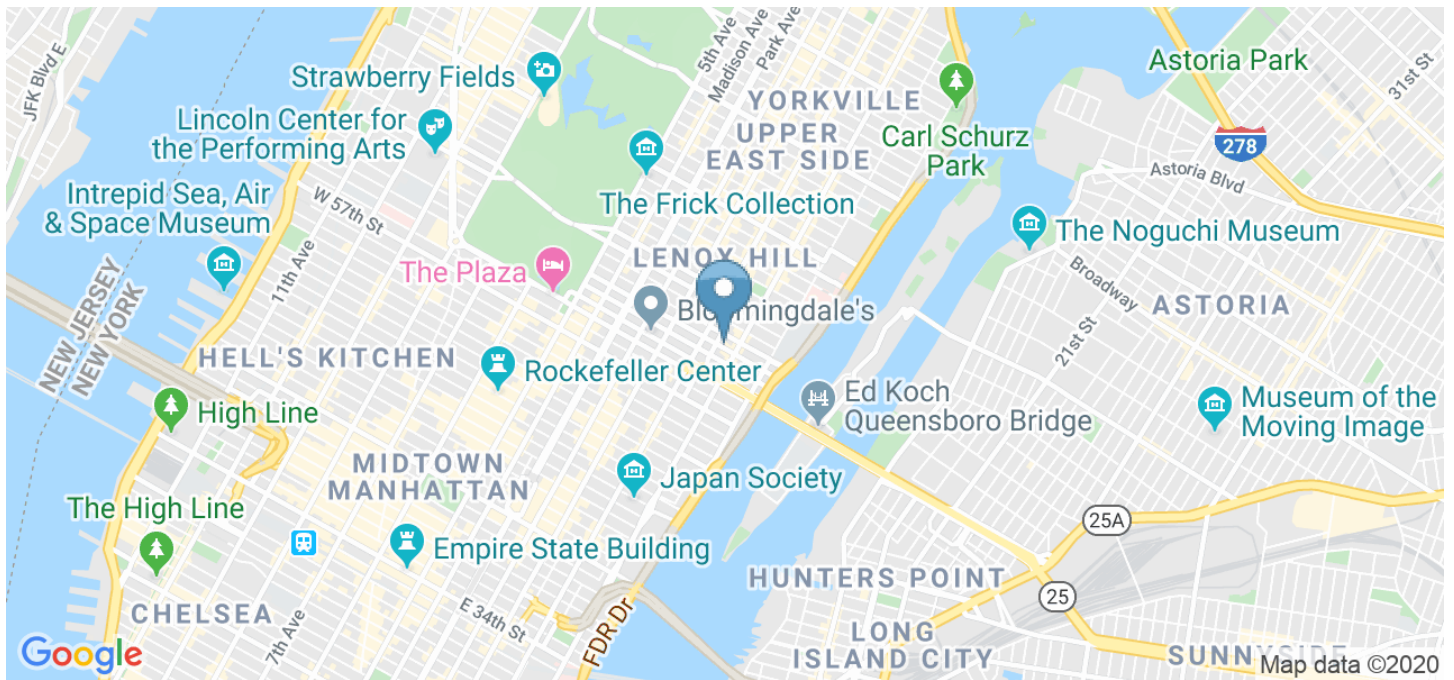 JFK Blvd E
Strawberry Fields
5th Ave
Madison Ave
Park Ave
Astoria Park
31st St
YORKVILLE
Lincoln Center for
the Performing Arts
UPPER
EAST SIDE
Carl Schurz
Park
278
Astoria Blvd
Intrepid Sea, Air
& Space Museum
W 57th St
The Frick Collection
The Noguchi Museum
11th Ave
The Plaza
LENOX HILL
Broadway
NEW JERSEY
NEW YORK
Bloomingdale's
ASTORIA
21st St
HELL'S KITCHEN
Rockefeller Center
High Line
Ed Koch
Queensboro Bridge
Museum of the
Moving Image
MIDTOWN
MANHATTAN
Japan Society
The High Line
25A
Empire State Building
HUNTERS POINT
25
CHELSEA
7th Ave
E 34th St
FDR Dr
LONG
ISLAND CITY
SUNNYSIDE
Google
Map data ©2020